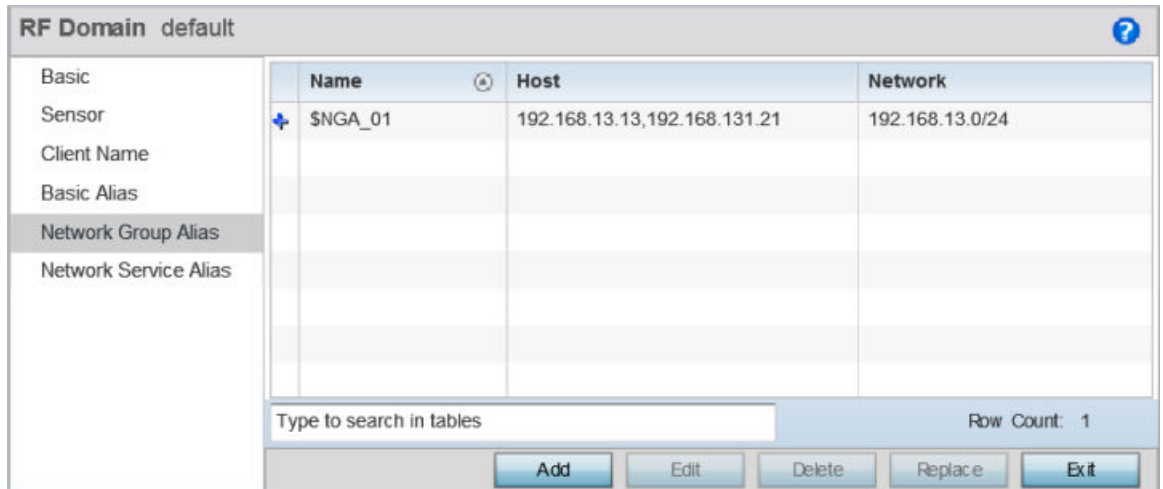 RF Domain default
Basic
Sensor
Client Name
Basic Alias
Network Group Alias
Network Service Alias
Name Host Network
$NGA_01 192.168.13.13,192.168.131.21 192.168.13.0/24
Type to search in tables Row Count: 1
Add Edit Delete Replace Exit